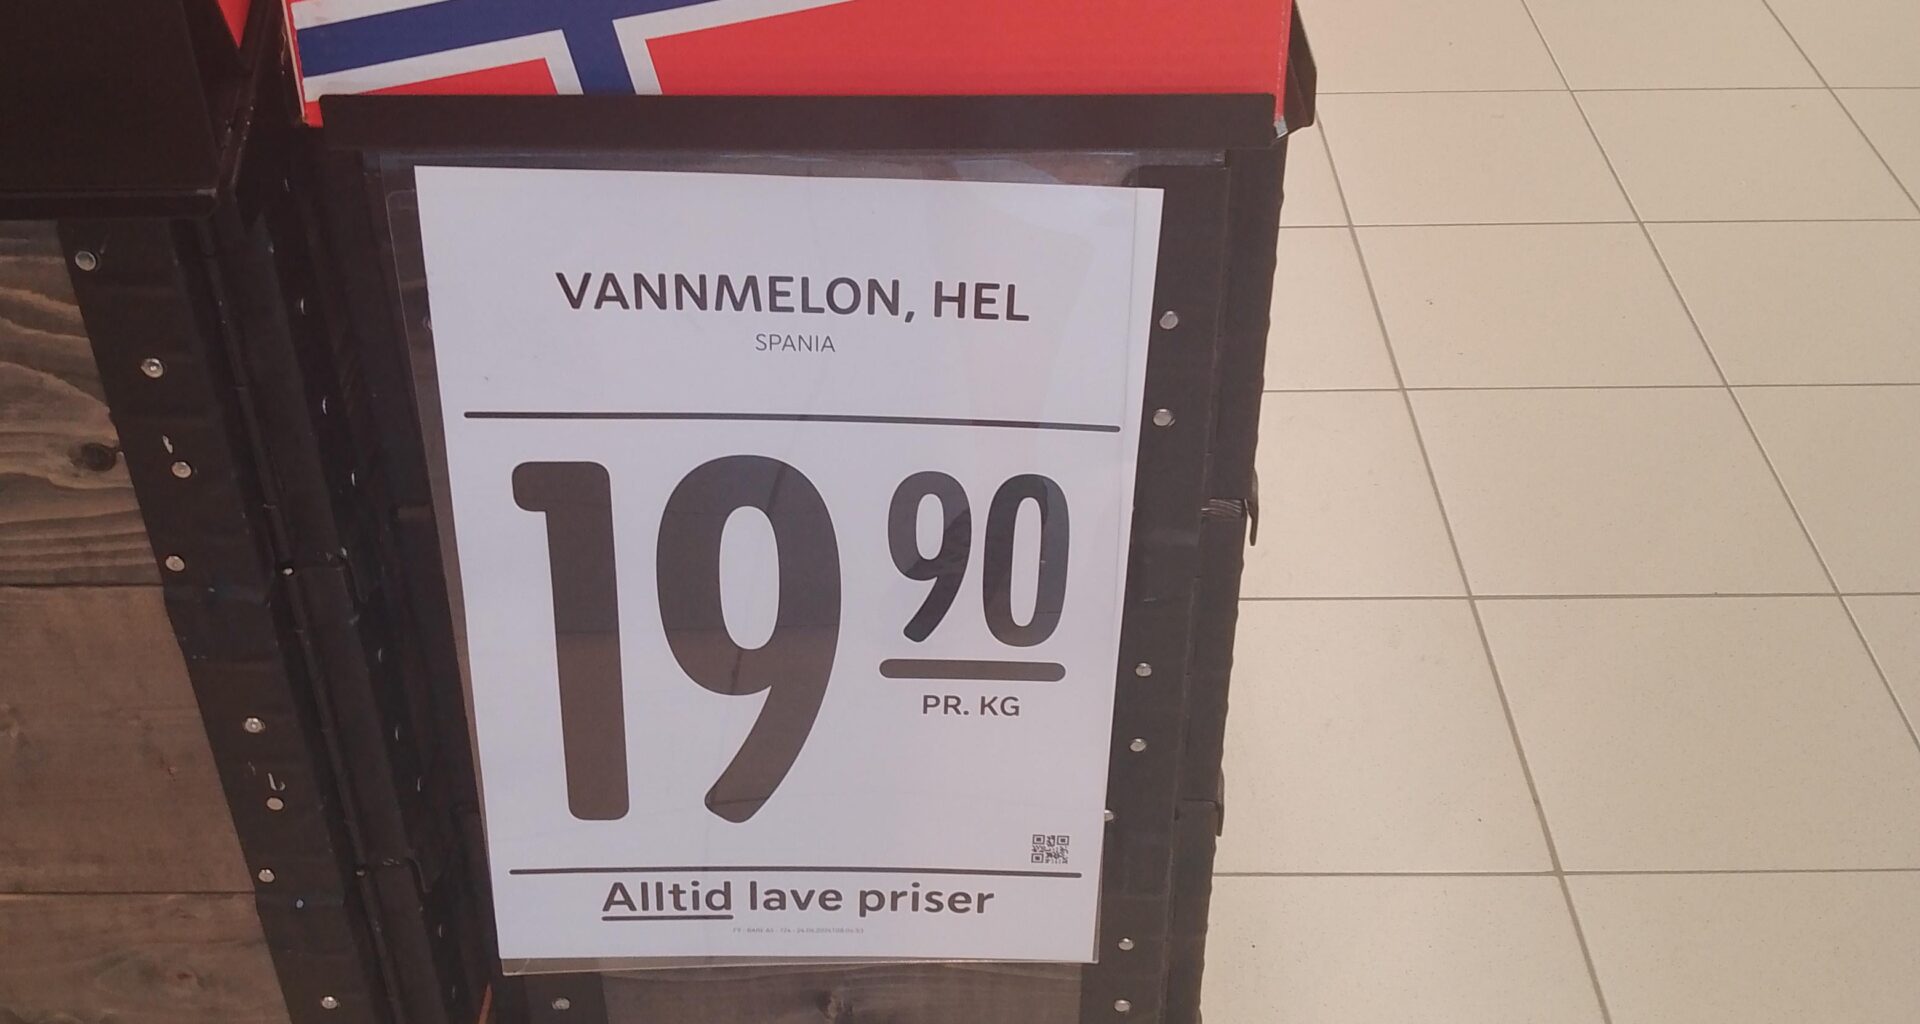 VANNMELON, HEL
SPANIA
19 90
PR. KG
Alltid lave priser